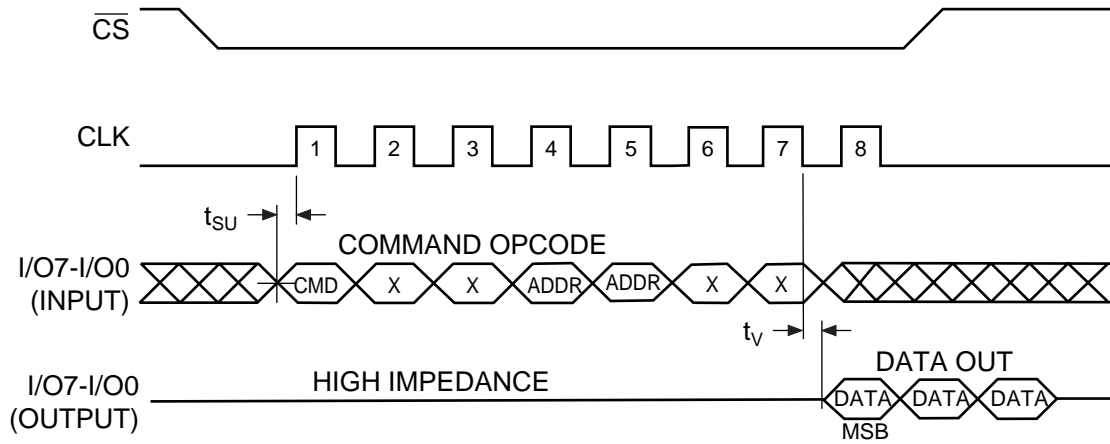 CS
CLK
1 2 3 4 5 6 7 8
tSU
COMMAND OPCODE
I/O7-I/O0
(INPUT)
CMD X X ADDR ADDR X X
tV
DATA OUT
I/O7-I/O0
(OUTPUT)
HIGH IMPEDANCE
DATA DATA DATA
MSB